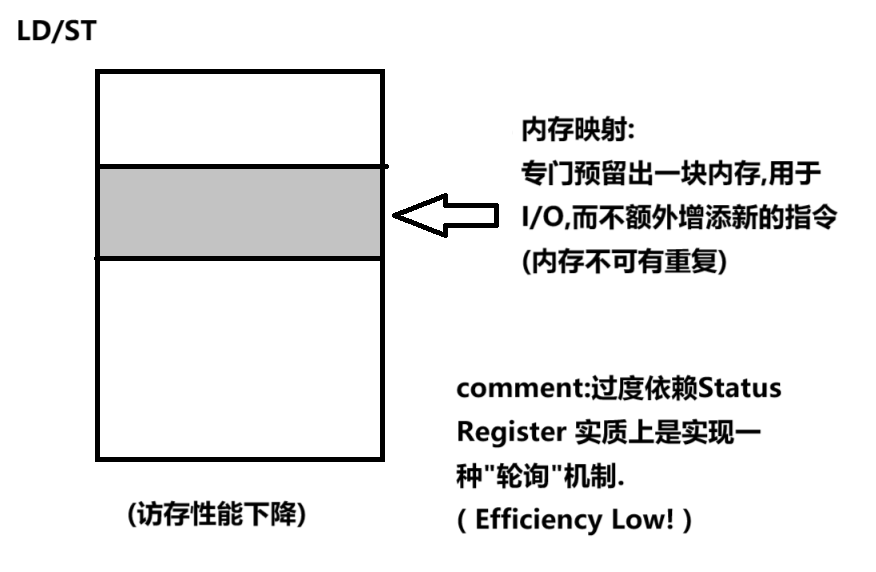 LD/ST
内存映射:
专门预留出一块内存,用于
I/O,而不额外增添新的指令
(内存不可有重复)
comment:过度依赖Status
Register 实质上是实现一
种"轮询"机制.
( Efficiency Low! )
(访存性能下降)